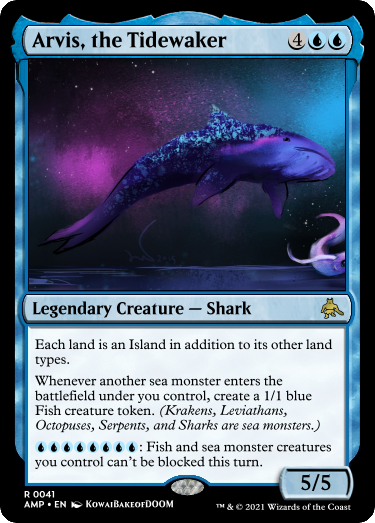 Arvis, the Tidewaker 4
Legendary Creature — Shark
Each land is an Island in addition to its other land
types.
Whenever another sea monster enters the
battlefield under you control, create a 1/1 blue
Fish creature token. (Krakens, Leviathans,
Octopuses, Serpents, and Sharks are sea monsters.)
: Fish and sea monster creatures
you control can't be blocked this turn.
5/5
R 0041
AMP • EN KowaiBakeofDOOM
™ & © 2021 Wizards of the Coast